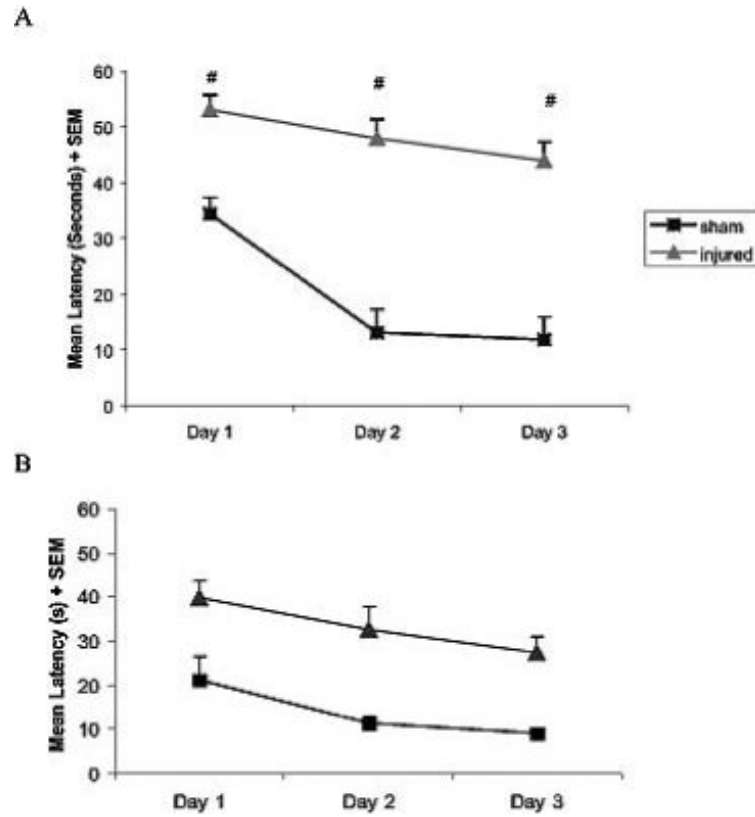 A
Mean Latency (Seconds) + SEM
60
50
40
30
20
10
0
# # #
Day 1 Day 2 Day 3
sham
injured
B
Mean Latency (s) + SEM
60
50
40
30
20
10
0
Day 1 Day 2 Day 3